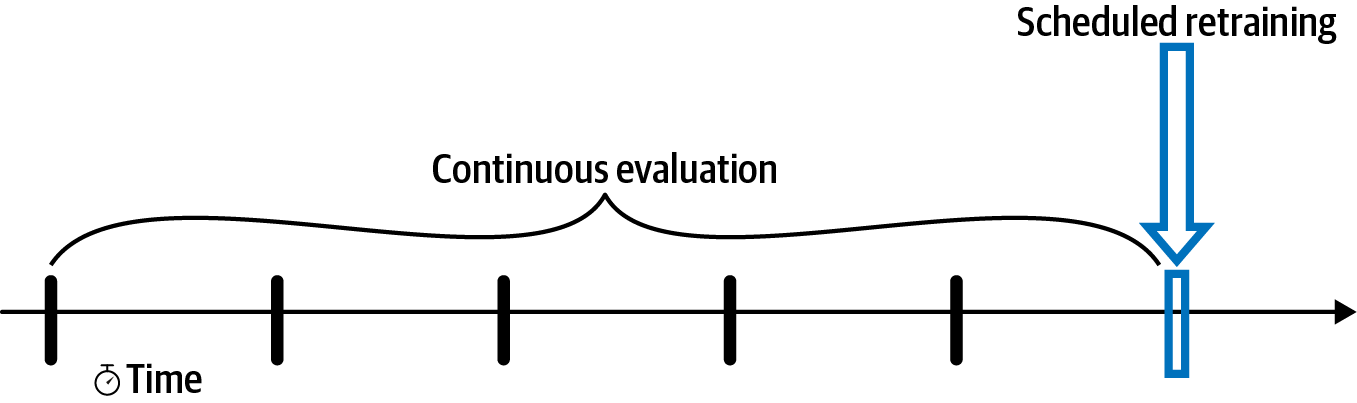 Scheduled retraining
Continuous evaluation
Time